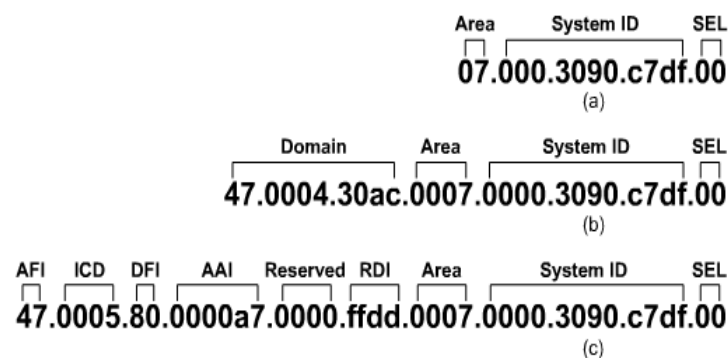 Area System ID SEL
07.000.3090.c7df.00
(a)
Domain Area System ID SEL
47.0004.30ac.0007.0000.3090.c7df.00
(b)
AFI ICD DFI AAI Reserved RDI Area System ID SEL
47.0005.80.0000a7.0000.ffdd.0007.0000.3090.c7df.00
(c)